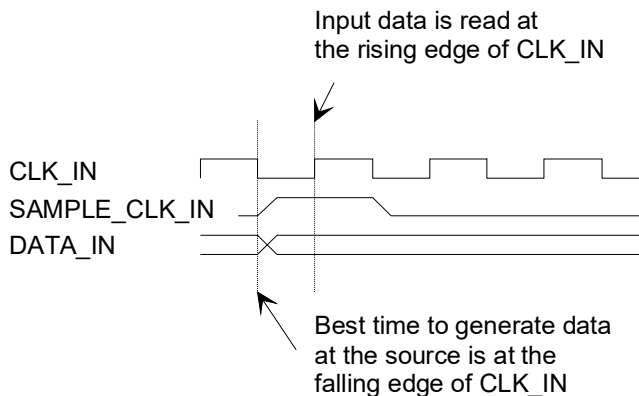 Input data is read at
the rising edge of CLK_IN
CLK_IN
SAMPLE_CLK_IN
DATA_IN
Best time to generate data
at the source is at the
falling edge of CLK_IN